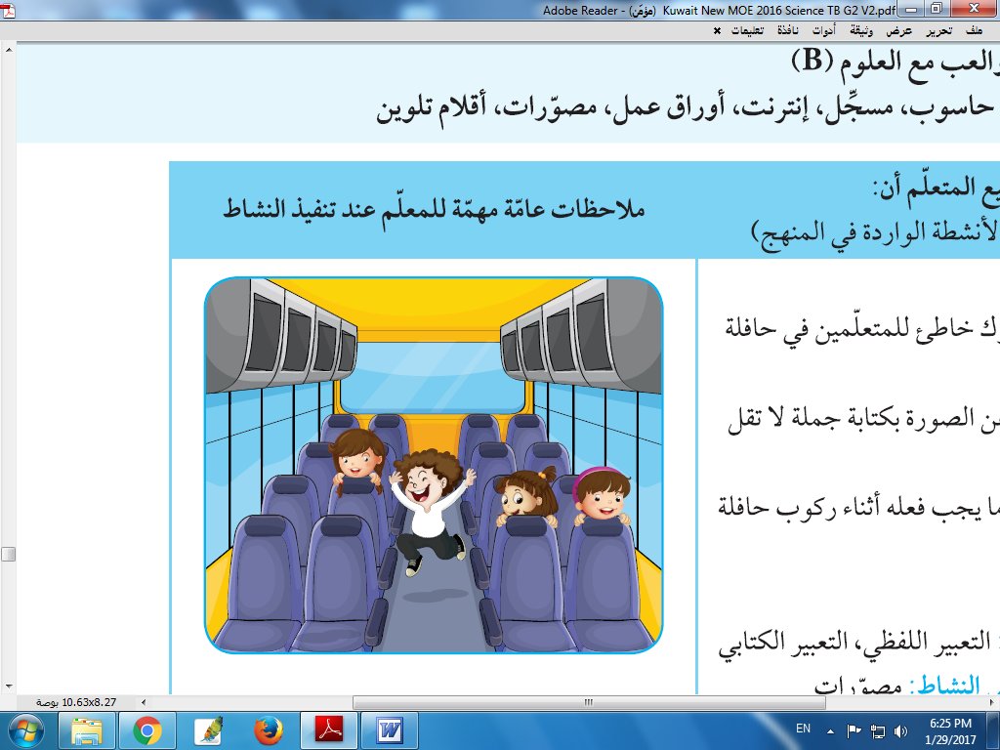 Adobe Reader - (مؤمّن) Kuwait New MOE 2016 Science TB G2 V2.pdf
ملف تحرير عرض وثيقة أدوات نافذة تعليمات
والعب مع العلوم (B)
حاسوب، مسجِّل، إنترنت، أوراق عمل، مصوّرات، أقلام تلوين
يع المتعلّم أن:
لأنشطة الواردة في المنهج)
ملاحظات عامّة مهمّة للمعلّم عند تنفيذ النشاط
وك خاطئ للمتعلّمين في حافلة
ن الصورة بكتابة جملة لا تقل
ما يجب فعله أثناء ركوب حافلة
: التعبير اللفظي، التعبير الكتابي
النشاط: مصوّرات
10.63x8.27 بوصة
EN
6:25 PM
1/29/2017